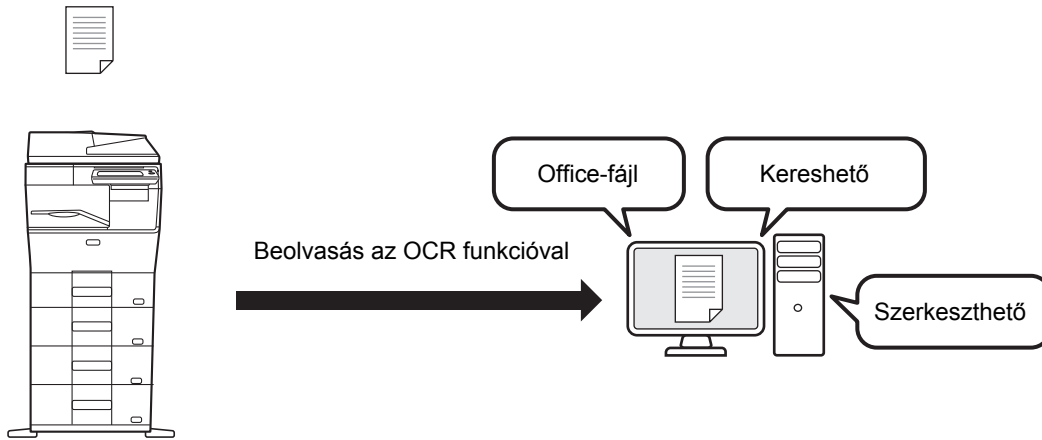 Office-fájl
Kereshető
Beolvasás az OCR funkcióval
Szerkeszthető